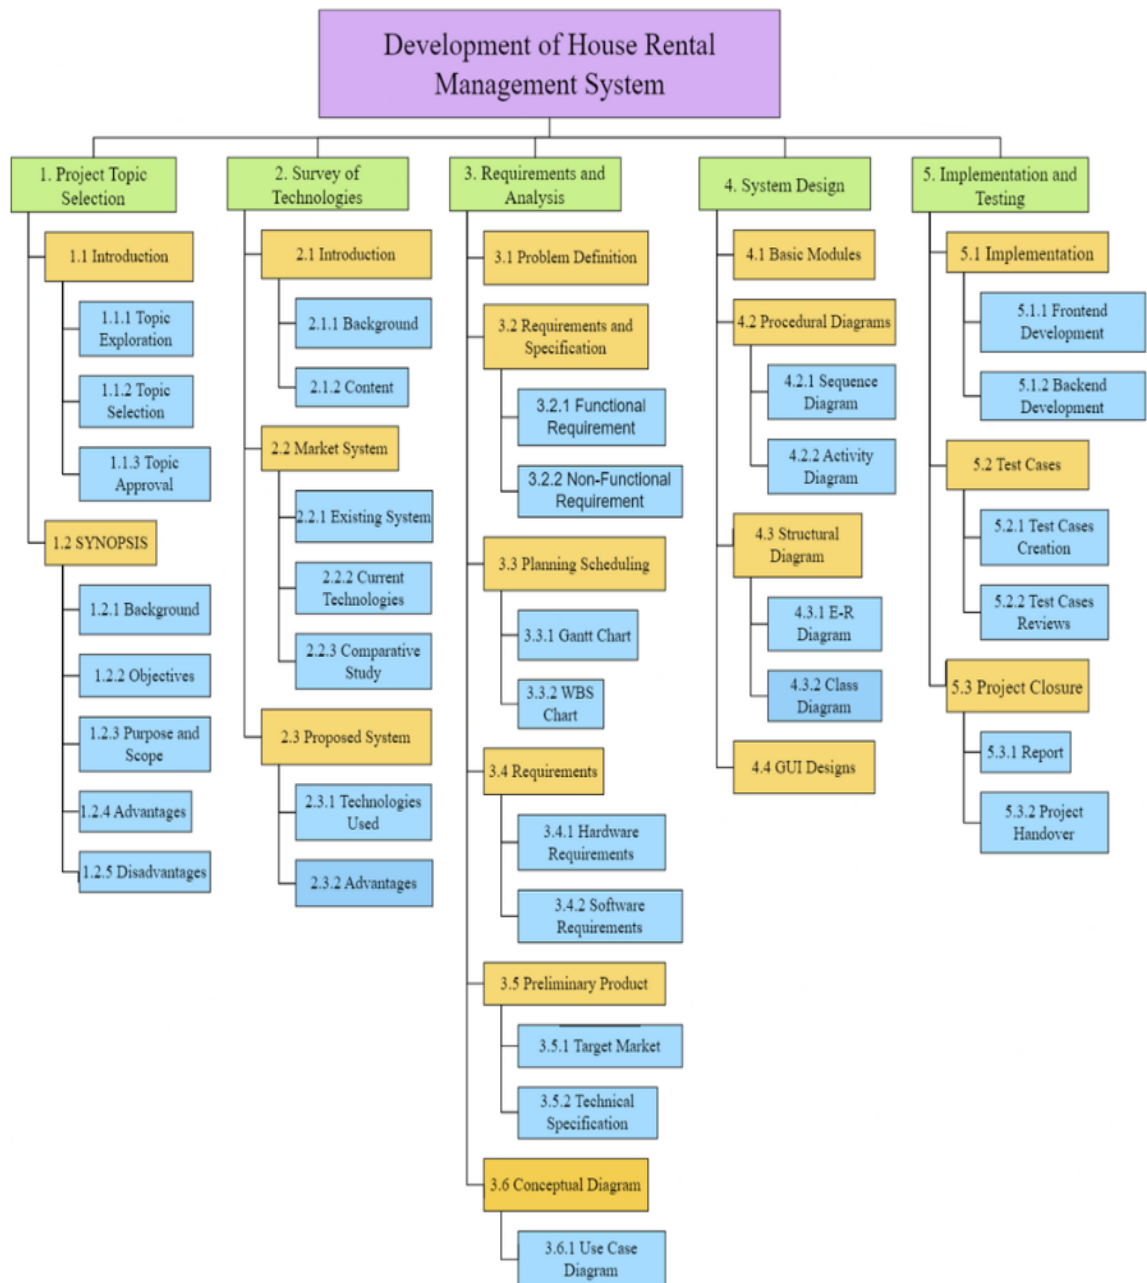 Development of House Rental
Management System
1. Project Topic
Selection
1.1 Introduction
1.1.1 Topic
Exploration
1.1.2 Topic
Selection
1.1.3 Topic
Approval
1.2 SYNOPSIS
1.2.1 Background
1.2.2 Objectives
1.2.3 Purpose and
Scope
1.2.4 Advantages
1.2.5 Disadvantages
2. Survey of
Technologies
2.1 Introduction
2.1.1 Background
2.1.2 Content
2.2 Market System
2.2.1 Existing System
2.2.2 Current
Technologies
2.2.3 Comparative
Study
2.3 Proposed System
2.3.1 Technologies
Used
2.3.2 Advantages
3. Requirements and
Analysis
3.1 Problem Definition
3.2 Requirements and
Specification
3.2.1 Functional
Requirement
3.2.2 Non-Functional
Requirement
3.3 Planning Scheduling
3.3.1 Gantt Chart
3.3.2 WBS
Chart
3.4 Requirements
3.4.1 Hardware
Requirements
3.4.2 Software
Requirements
3.5 Preliminary Product
3.5.1 Target Market
3.5.2 Technical
Specification
3.6 Conceptual Diagram
3.6.1 Use Case
Diagram
4. System Design
4.1 Basic Modules
4.2 Procedural Diagrams
4.2.1 Sequence
Diagram
4.2.2 Activity
Diagram
4.3 Structural
Diagram
4.3.1 E-R
Diagram
4.3.2 Class
Diagram
4.4 GUI Designs
5. Implementation and
Testing
5.1 Implementation
5.1.1 Frontend
Development
5.1.2 Backend
Development
5.2 Test Cases
5.2.1 Test Cases
Creation
5.2.2 Test Cases
Reviews
5.3 Project Closure
5.3.1 Report
5.3.2 Project
Handover